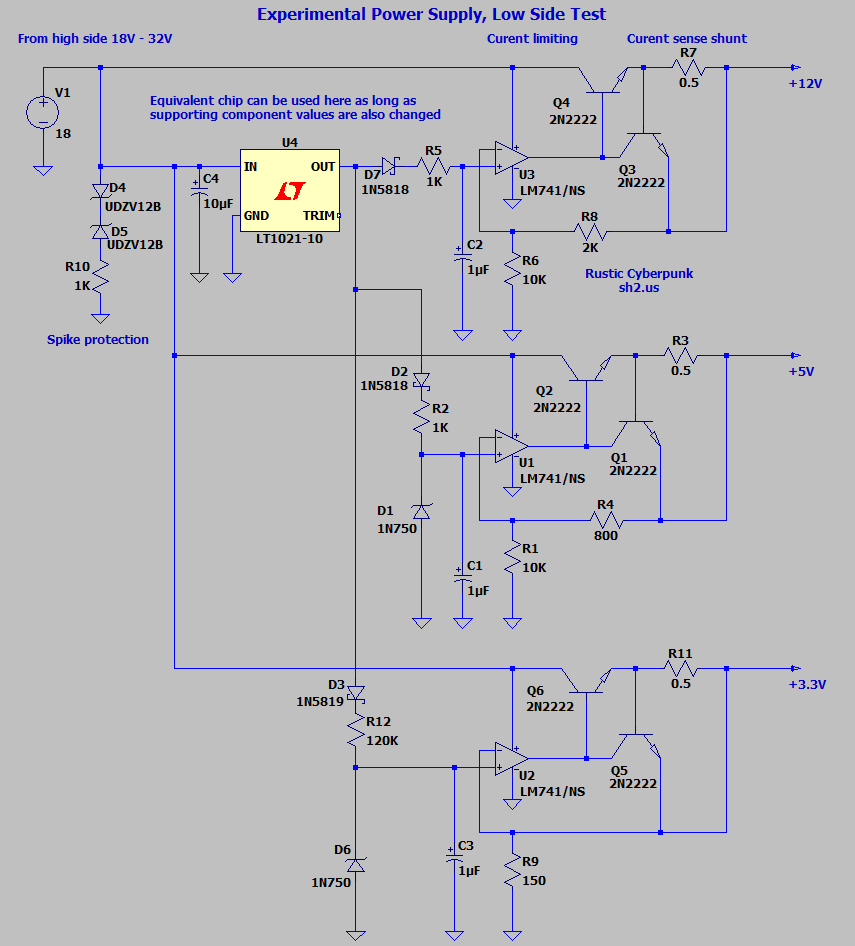 Experimental Power Supply, Low Side Test
From high side 18V - 32V
Curent limiting
Curent sense shunt
R7
0.5
+12V
V1
18
Equivalent chip can be used here as long as
supporting component values are also changed
Q4
2N2222
Q3
2N2222
U4
IN
OUT
GND
TRIM
LT1021-10
C4
10µF
D4
UDZV12B
D5
UDZV12B
R10
1K
Spike protection
D7
1N5818
R5
1K
U3
LM741/NS
R8
2K
C2
1µF
R6
10K
Rustic Cyberpunk
sh2.us
R3
0.5
+5V
D2
1N5818
Q2
2N2222
R2
1K
Q1
2N2222
U1
LM741/NS
D1
1N750
R4
800
C1
1µF
R1
10K
R11
0.5
+3.3V
D3
1N5819
Q6
2N2222
R12
120K
Q5
2N2222
U2
LM741/NS
D6
1N750
C3
1µF
R9
150